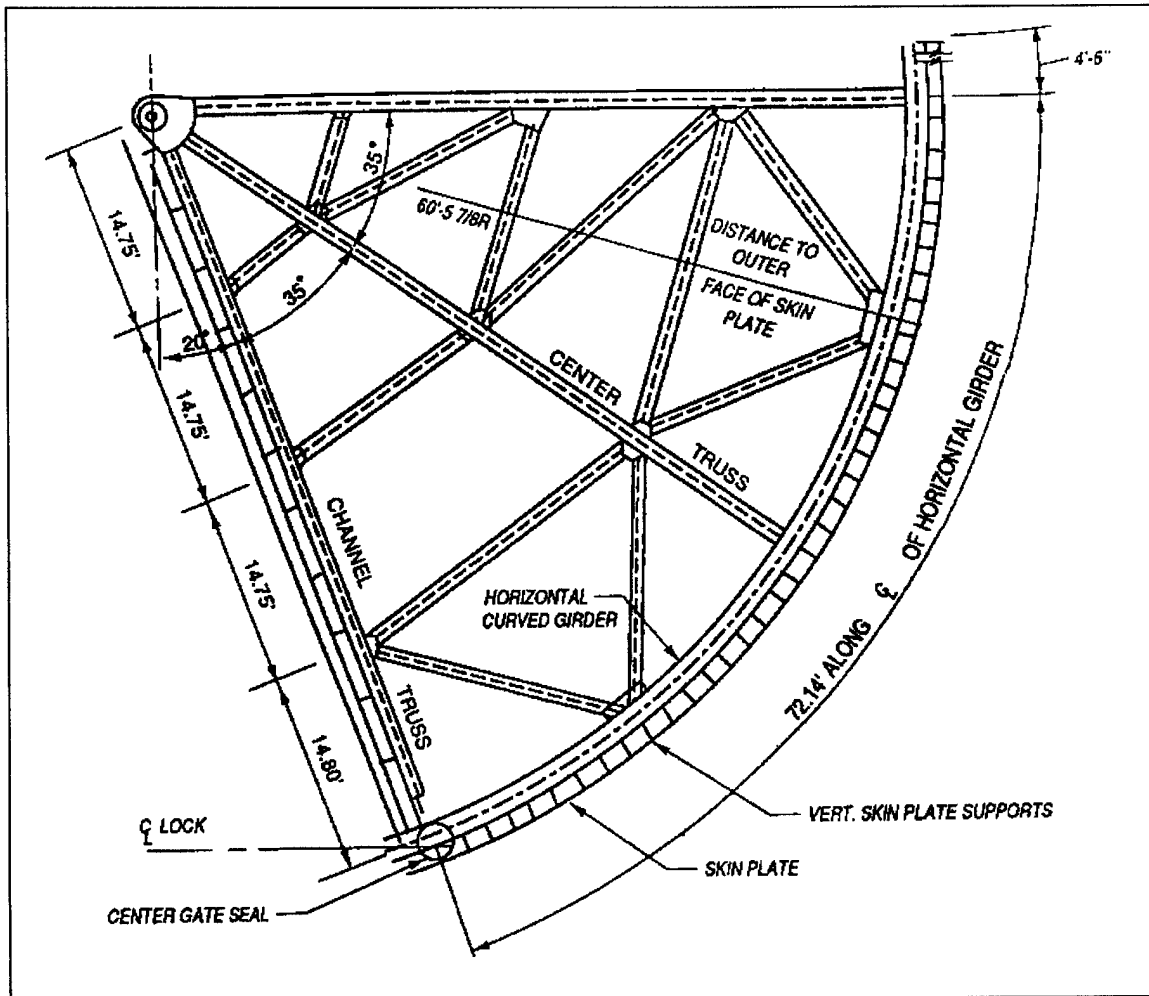 4'-6"
35°
60'-5 7/8R
DISTANCE TO
OUTER
FACE OF SKIN
PLATE
14.75'
35°
20°
CENTER
TRUSS
14.75'
CHANNEL
TRUSS
14.75'
HORIZONTAL
CURVED GIRDER
72.14' ALONG ℄ OF HORIZONTAL GIRDER
14.80'
℄ LOCK
VERT. SKIN PLATE SUPPORTS
SKIN PLATE
CENTER GATE SEAL